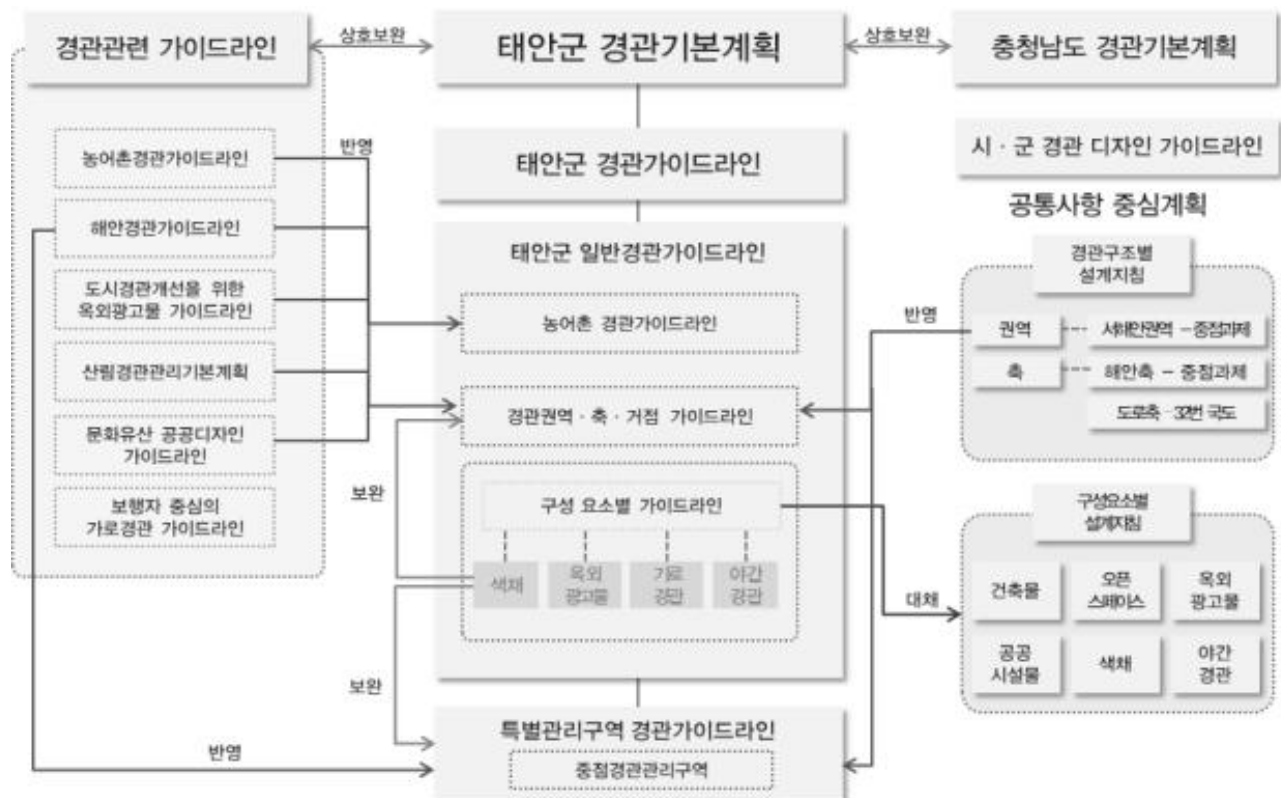 경관관련 가이드라인
상호보완
태안군 경관기본계획
상호보완
충청남도 경관기본계획
농어촌경관가이드라인
해안경관가이드라인
도시경관개선을 위한
옥외광고물 가이드라인
산림경관관리기본계획
문화유산 공공디자인
가이드라인
보행자 중심의
가로경관 가이드라인
반영
태안군 경관가이드라인
태안군 일반경관가이드라인
농어촌 경관가이드라인
경관권역·축·거점 가이드라인
보완
구성 요소별 가이드라인
색채
옥외
광고물
가로
경관
야간
경관
보완
특별관리구역 경관가이드라인
중점경관관리구역
반영
시·군 경관 디자인 가이드라인
공통사항 중심계획
경관구조별
설계지침
반영
권역
서해안권역 - 중점과제
축
해안축 - 중점과제
도로축 - 32번 국도
구성요소별
설계지침
대체
건축물
오픈
스페이스
옥외
광고물
공공
시설물
색채
야간
경관